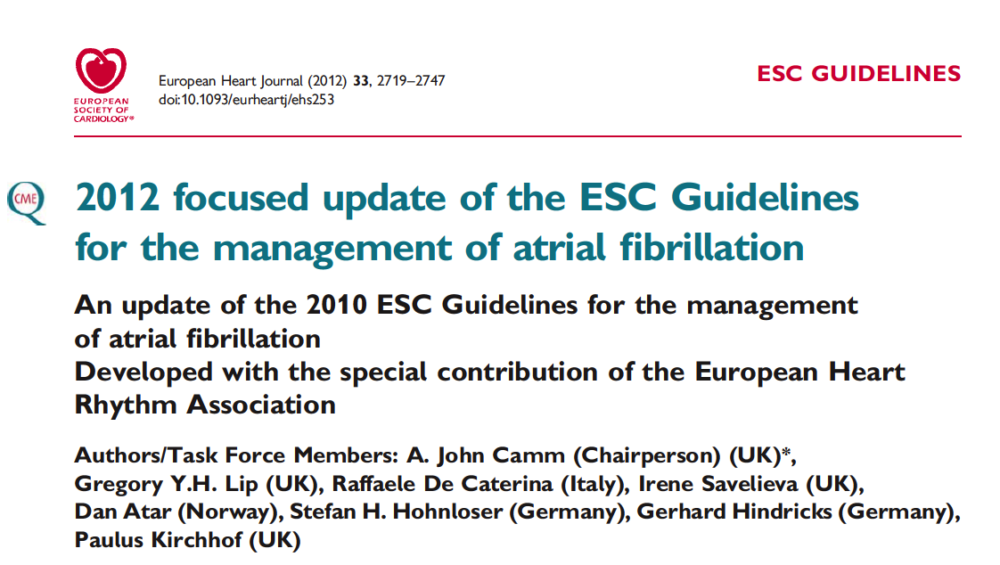 EUROPEAN
SOCIETY OF
CARDIOLOGY®
European Heart Journal (2012) 33, 2719–2747
doi:10.1093/eurheartj/ehs253
ESC GUIDELINES
CME
2012 focused update of the ESC Guidelines
for the management of atrial fibrillation
An update of the 2010 ESC Guidelines for the management
of atrial fibrillation
Developed with the special contribution of the European Heart
Rhythm Association
Authors/Task Force Members: A. John Camm (Chairperson) (UK)*,
Gregory Y.H. Lip (UK), Raffaele De Caterina (Italy), Irene Savelieva (UK),
Dan Atar (Norway), Stefan H. Hohnloser (Germany), Gerhard Hindricks (Germany),
Paulus Kirchhof (UK)